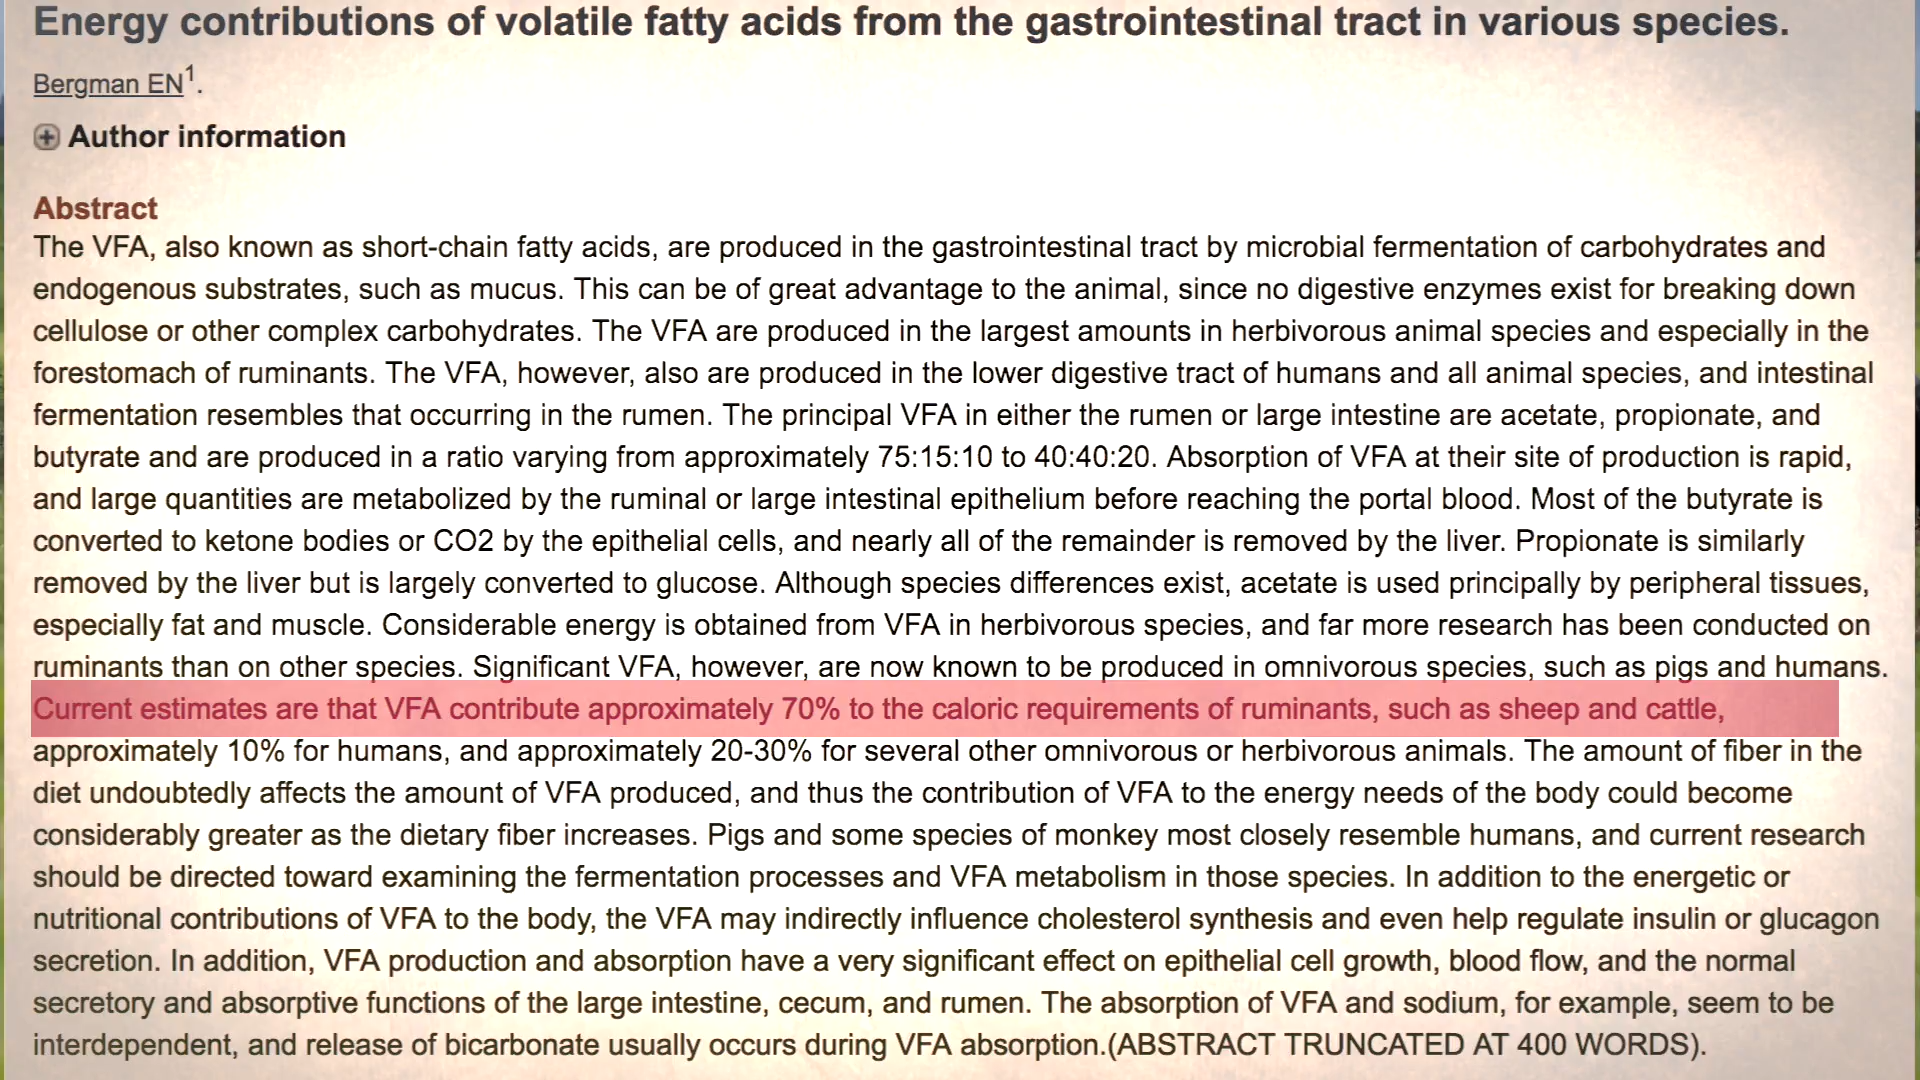 Energy contributions of volatile fatty acids from the gastrointestinal tract in various species.
Bergman EN1.
Author information
Abstract
The VFA, also known as short-chain fatty acids, are produced in the gastrointestinal tract by microbial fermentation of carbohydrates and
endogenous substrates, such as mucus. This can be of great advantage to the animal, since no digestive enzymes exist for breaking down
cellulose or other complex carbohydrates. The VFA are produced in the largest amounts in herbivorous animal species and especially in the
forestomach of ruminants. The VFA, however, also are produced in the lower digestive tract of humans and all animal species, and intestinal
fermentation resembles that occurring in the rumen. The principal VFA in either the rumen or large intestine are acetate, propionate, and
butyrate and are produced in a ratio varying from approximately 75:15:10 to 40:40:20. Absorption of VFA at their site of production is rapid,
and large quantities are metabolized by the ruminal or large intestinal epithelium before reaching the portal blood. Most of the butyrate is
converted to ketone bodies or CO2 by the epithelial cells, and nearly all of the remainder is removed by the liver. Propionate is similarly
removed by the liver but is largely converted to glucose. Although species differences exist, acetate is used principally by peripheral tissues,
especially fat and muscle. Considerable energy is obtained from VFA in herbivorous species, and far more research has been conducted on
ruminants than on other species. Significant VFA, however, are now known to be produced in omnivorous species, such as pigs and humans.
Current estimates are that VFA contribute approximately 70% to the caloric requirements of ruminants, such as sheep and cattle,
approximately 10% for humans, and approximately 20-30% for several other omnivorous or herbivorous animals. The amount of fiber in the
diet undoubtedly affects the amount of VFA produced, and thus the contribution of VFA to the energy needs of the body could become
considerably greater as the dietary fiber increases. Pigs and some species of monkey most closely resemble humans, and current research
should be directed toward examining the fermentation processes and VFA metabolism in those species. In addition to the energetic or
nutritional contributions of VFA to the body, the VFA may indirectly influence cholesterol synthesis and even help regulate insulin or glucagon
secretion. In addition, VFA production and absorption have a very significant effect on epithelial cell growth, blood flow, and the normal
secretory and absorptive functions of the large intestine, cecum, and rumen. The absorption of VFA and sodium, for example, seem to be
interdependent, and release of bicarbonate usually occurs during VFA absorption.(ABSTRACT TRUNCATED AT 400 WORDS).